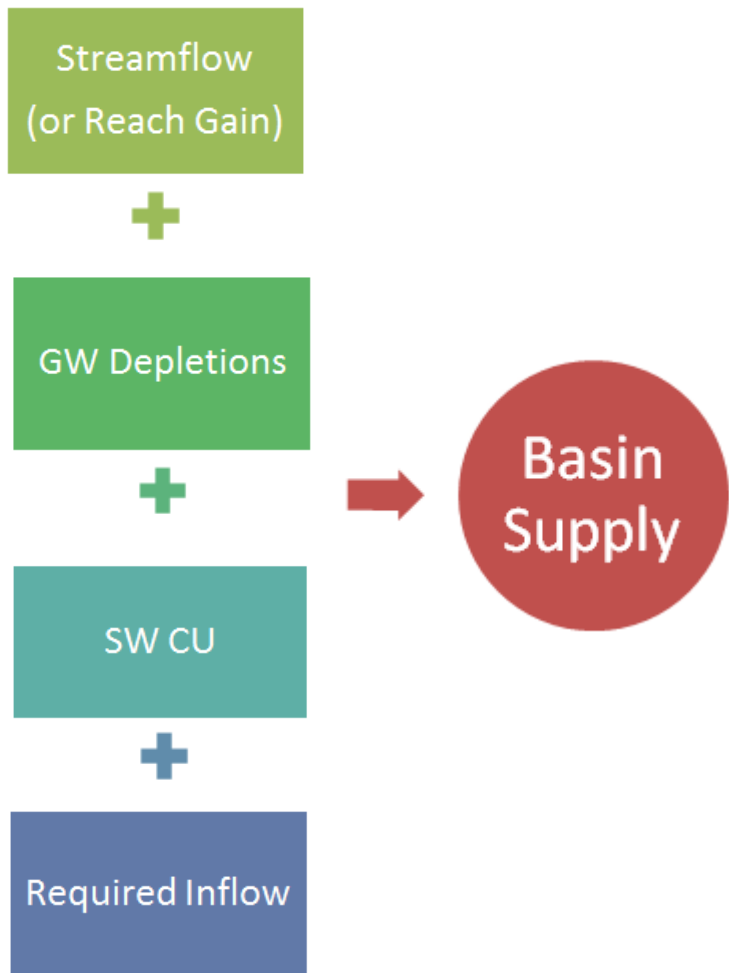 Streamflow
(or Reach Gain)
GW Depletions
SW CU
Required Inflow
Basin
Supply